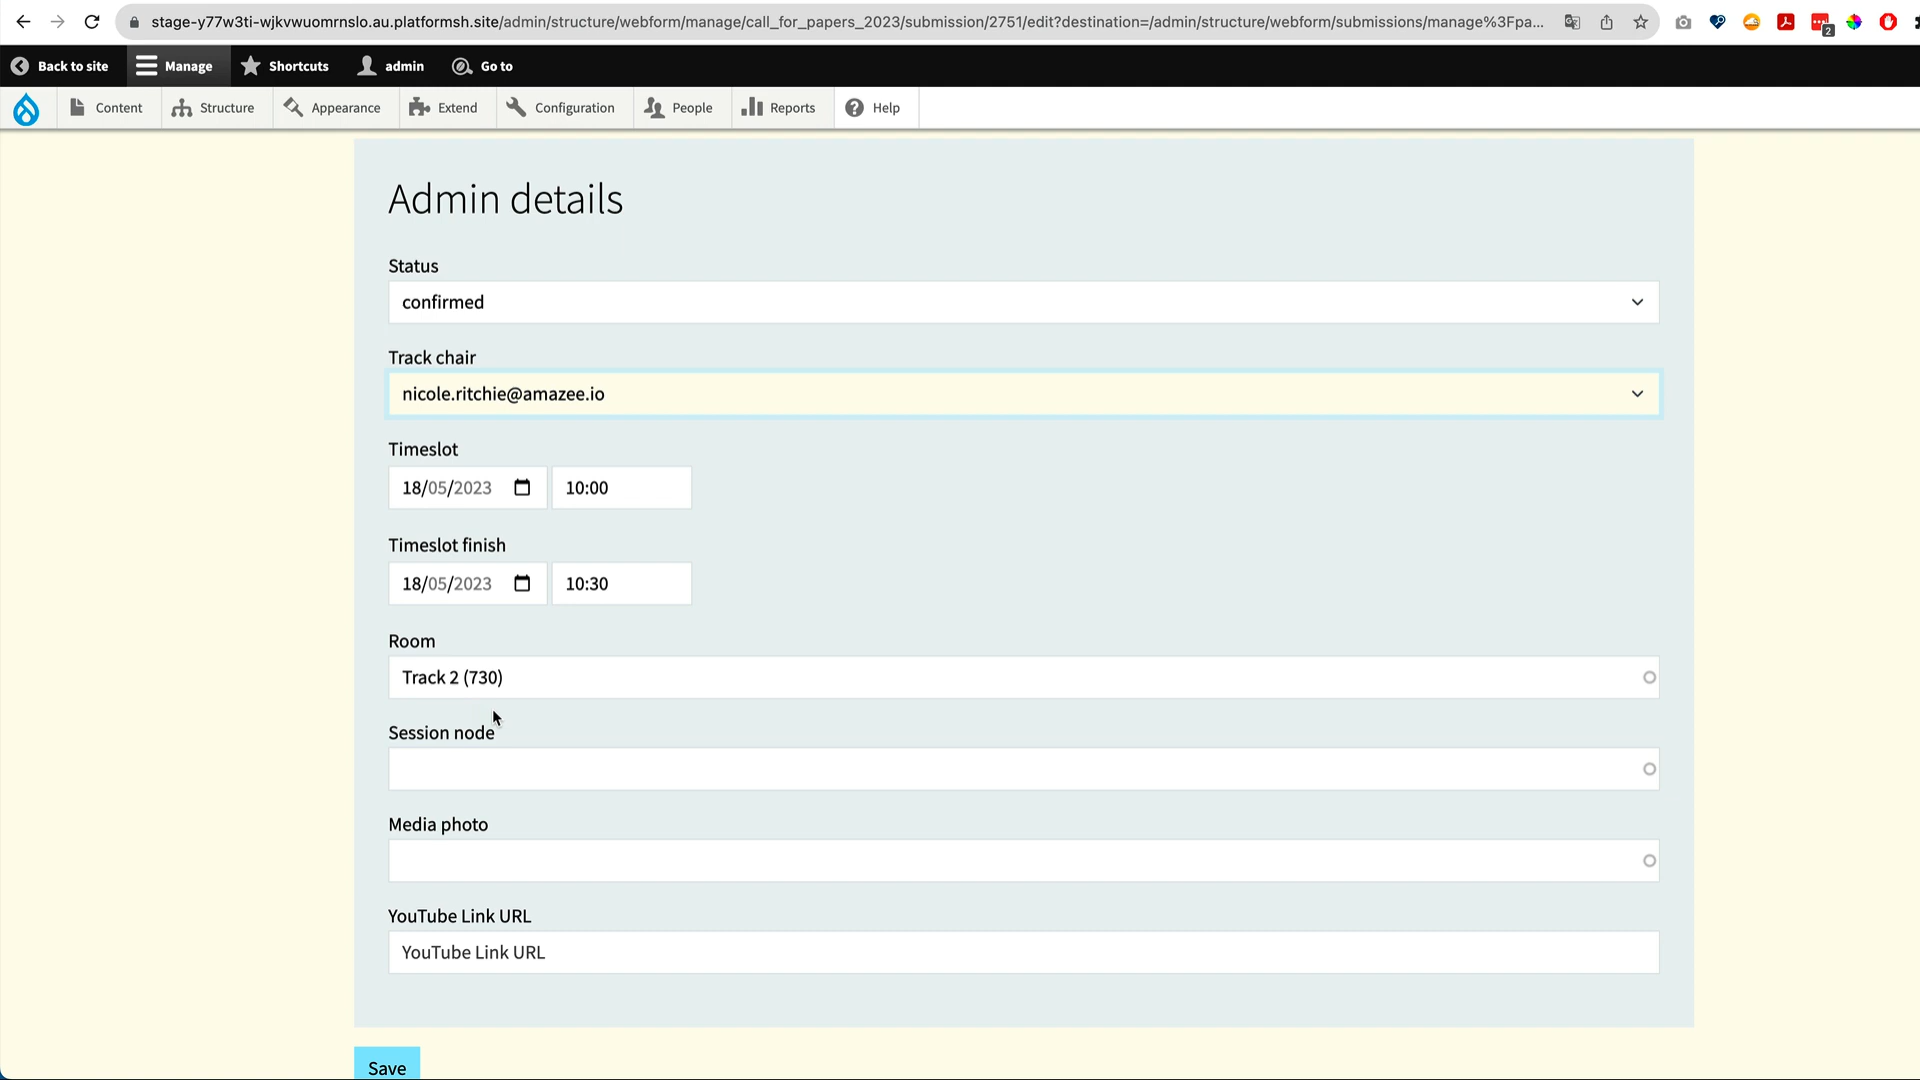 stage-y77w3ti-wjkvwuomrnslo.au.platformsh.site/admin/structure/webform/manage/call_for_papers_2023/submission/2751/edit?destination=/admin/structure/webform/submissions/manage%3Fpa...
2
Back to site Manage Shortcuts admin Go to
Content Structure Appearance Extend Configuration People Reports Help
Admin details
Status
confirmed
Track chair
nicole.ritchie@amazee.io
Timeslot
18/05/2023 10:00
Timeslot finish
18/05/2023 10:30
Room
Track 2 (730)
Session node
Media photo
YouTube Link URL
YouTube Link URL
Save